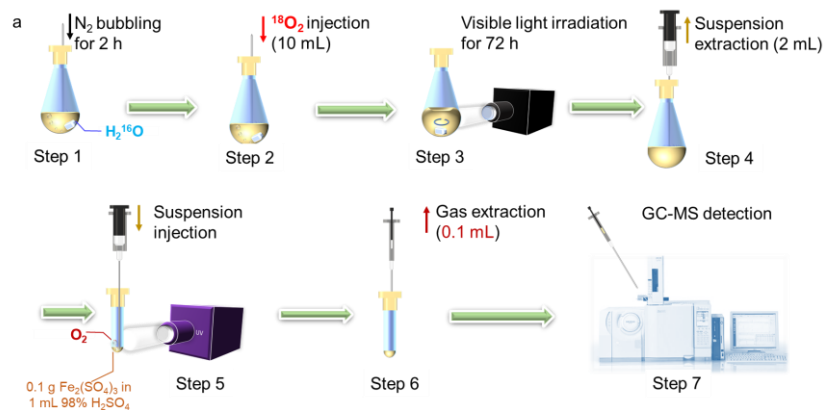 a
N₂ bubbling
for 2 h
H₂¹⁶O
Step 1
¹⁸O₂ injection
(10 mL)
Step 2
Visible light irradiation
for 72 h
Step 3
Suspension
extraction (2 mL)
Step 4
Suspension
injection
O₂
UV
0.1 g Fe₂(SO₄)₃ in
1 mL 98% H₂SO₄
Step 5
Gas extraction
(0.1 mL)
Step 6
GC-MS detection
Step 7